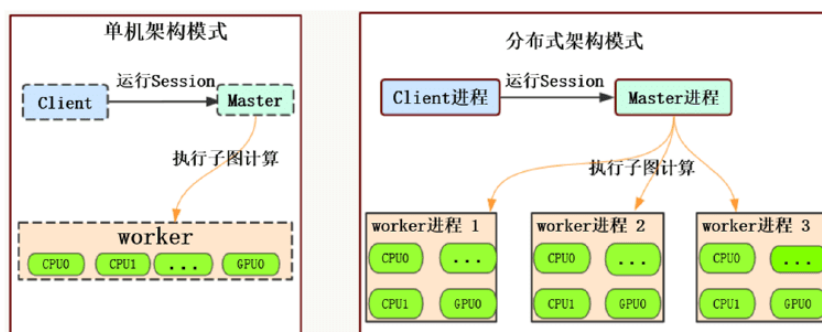 单机架构模式
Client
运行Session
Master
执行子图计算
worker
CPU0
CPU1
...
GPU0
分布式架构模式
Client进程
运行Session
Master进程
执行子图计算
worker进程 1
CPU0
...
CPU1
GPU0
worker进程 2
CPU0
...
CPU1
GPU0
worker进程 3
CPU0
...
CPU1
GPU0